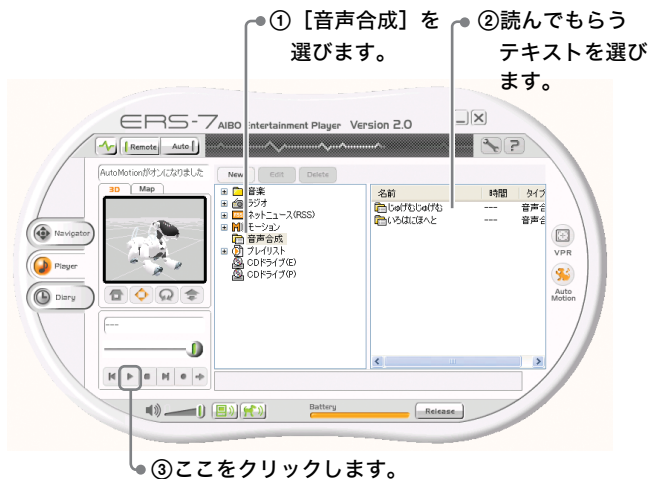 ① [音声合成] を
選びます。
②読んでもらう
テキストを選び
ます。
ERS-7 AIBO Entertainment Player Version 2.0
Remote Auto
AutoMotionがオンになりました
3D Map
New Edit Delete
音楽
ラジオ
ネットニュース(RSS)
モーション
音声合成
プレイリスト
CDドライブ(E)
CDドライブ(P)
名前 時間 タイプ
じゅげむじゅげむ --- 音声合
いろはにほへと --- 音声合
Navigator
Player
Diary
VPR
Auto
Motion
---
Battery
Release
③ここをクリックします。